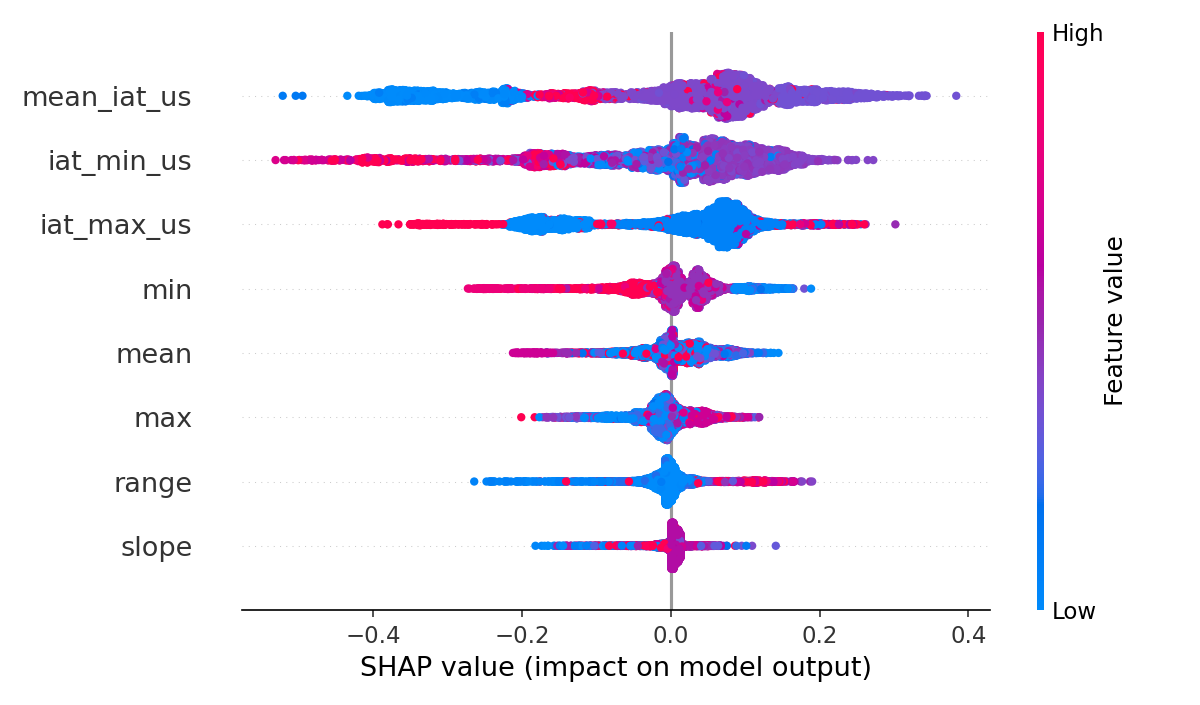 High
mean_iat_us
iat_min_us
iat_max_us
min
mean
max
range
slope
Feature value
Low
−0.4 −0.2 0.0 0.2 0.4
SHAP value (impact on model output)